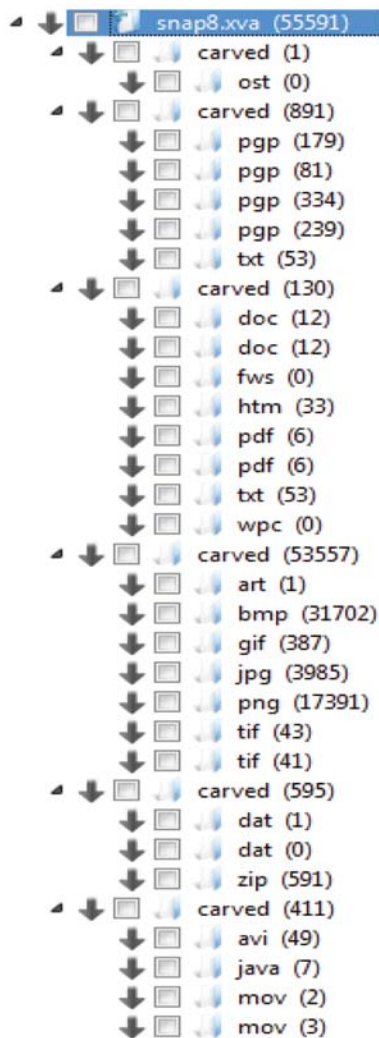 snap8.xva (55591)
carved (1)
ost (0)
carved (891)
pgp (179)
pgp (81)
pgp (334)
pgp (239)
txt (53)
carved (130)
doc (12)
doc (12)
fws (0)
htm (33)
pdf (6)
pdf (6)
txt (53)
wpc (0)
carved (53557)
art (1)
bmp (31702)
gif (387)
jpg (3985)
png (17391)
tif (43)
tif (41)
carved (595)
dat (1)
dat (0)
zip (591)
carved (411)
avi (49)
java (7)
mov (2)
mov (3)